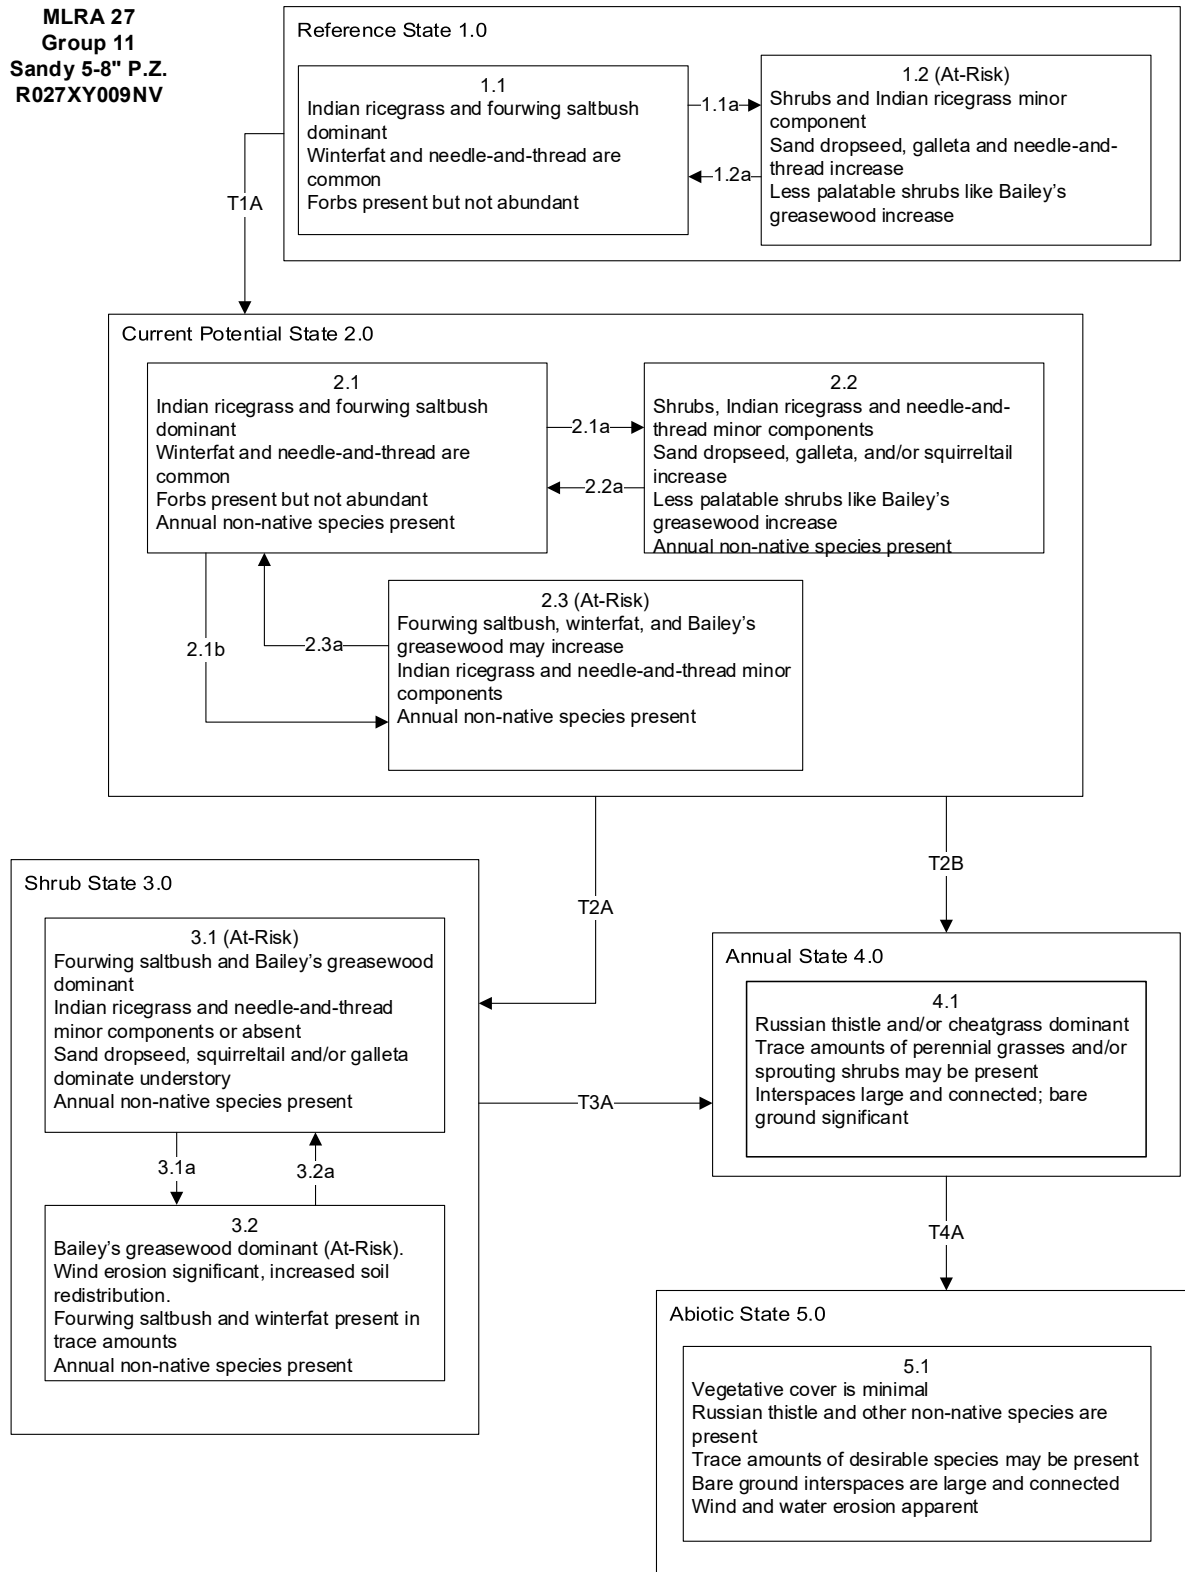 MLRA 27
Group 11
Sandy 5-8" P.Z.
R027XY009NV
Reference State 1.0
1.1
Indian ricegrass and fourwing saltbush
dominant
Winterfat and needle-and-thread are
common
Forbs present but not abundant
1.1a
1.2a
1.2 (At-Risk)
Shrubs and Indian ricegrass minor
component
Sand dropseed, galleta and needle-and-
thread increase
Less palatable shrubs like Bailey's
greasewood increase
T1A
Current Potential State 2.0
2.1
Indian ricegrass and fourwing saltbush
dominant
Winterfat and needle-and-thread are
common
Forbs present but not abundant
Annual non-native species present
2.1a
2.2a
2.2
Shrubs, Indian ricegrass and needle-and-
thread minor components
Sand dropseed, galleta, and/or squirreltail
increase
Less palatable shrubs like Bailey's
greasewood increase
Annual non-native species present
2.1b
2.3a
2.3 (At-Risk)
Fourwing saltbush, winterfat, and Bailey's
greasewood may increase
Indian ricegrass and needle-and-thread minor
components
Annual non-native species present
T2A
T2B
Shrub State 3.0
3.1 (At-Risk)
Fourwing saltbush and Bailey's greasewood
dominant
Indian ricegrass and needle-and-thread
minor components or absent
Sand dropseed, squirreltail and/or galleta
dominate understory
Annual non-native species present
3.1a
3.2a
3.2
Bailey's greasewood dominant (At-Risk).
Wind erosion significant, increased soil
redistribution.
Fourwing saltbush and winterfat present in
trace amounts
Annual non-native species present
T3A
Annual State 4.0
4.1
Russian thistle and/or cheatgrass dominant
Trace amounts of perennial grasses and/or
sprouting shrubs may be present
Interspaces large and connected; bare
ground significant
T4A
Abiotic State 5.0
5.1
Vegetative cover is minimal
Russian thistle and other non-native species are
present
Trace amounts of desirable species may be present
Bare ground interspaces are large and connected
Wind and water erosion apparent